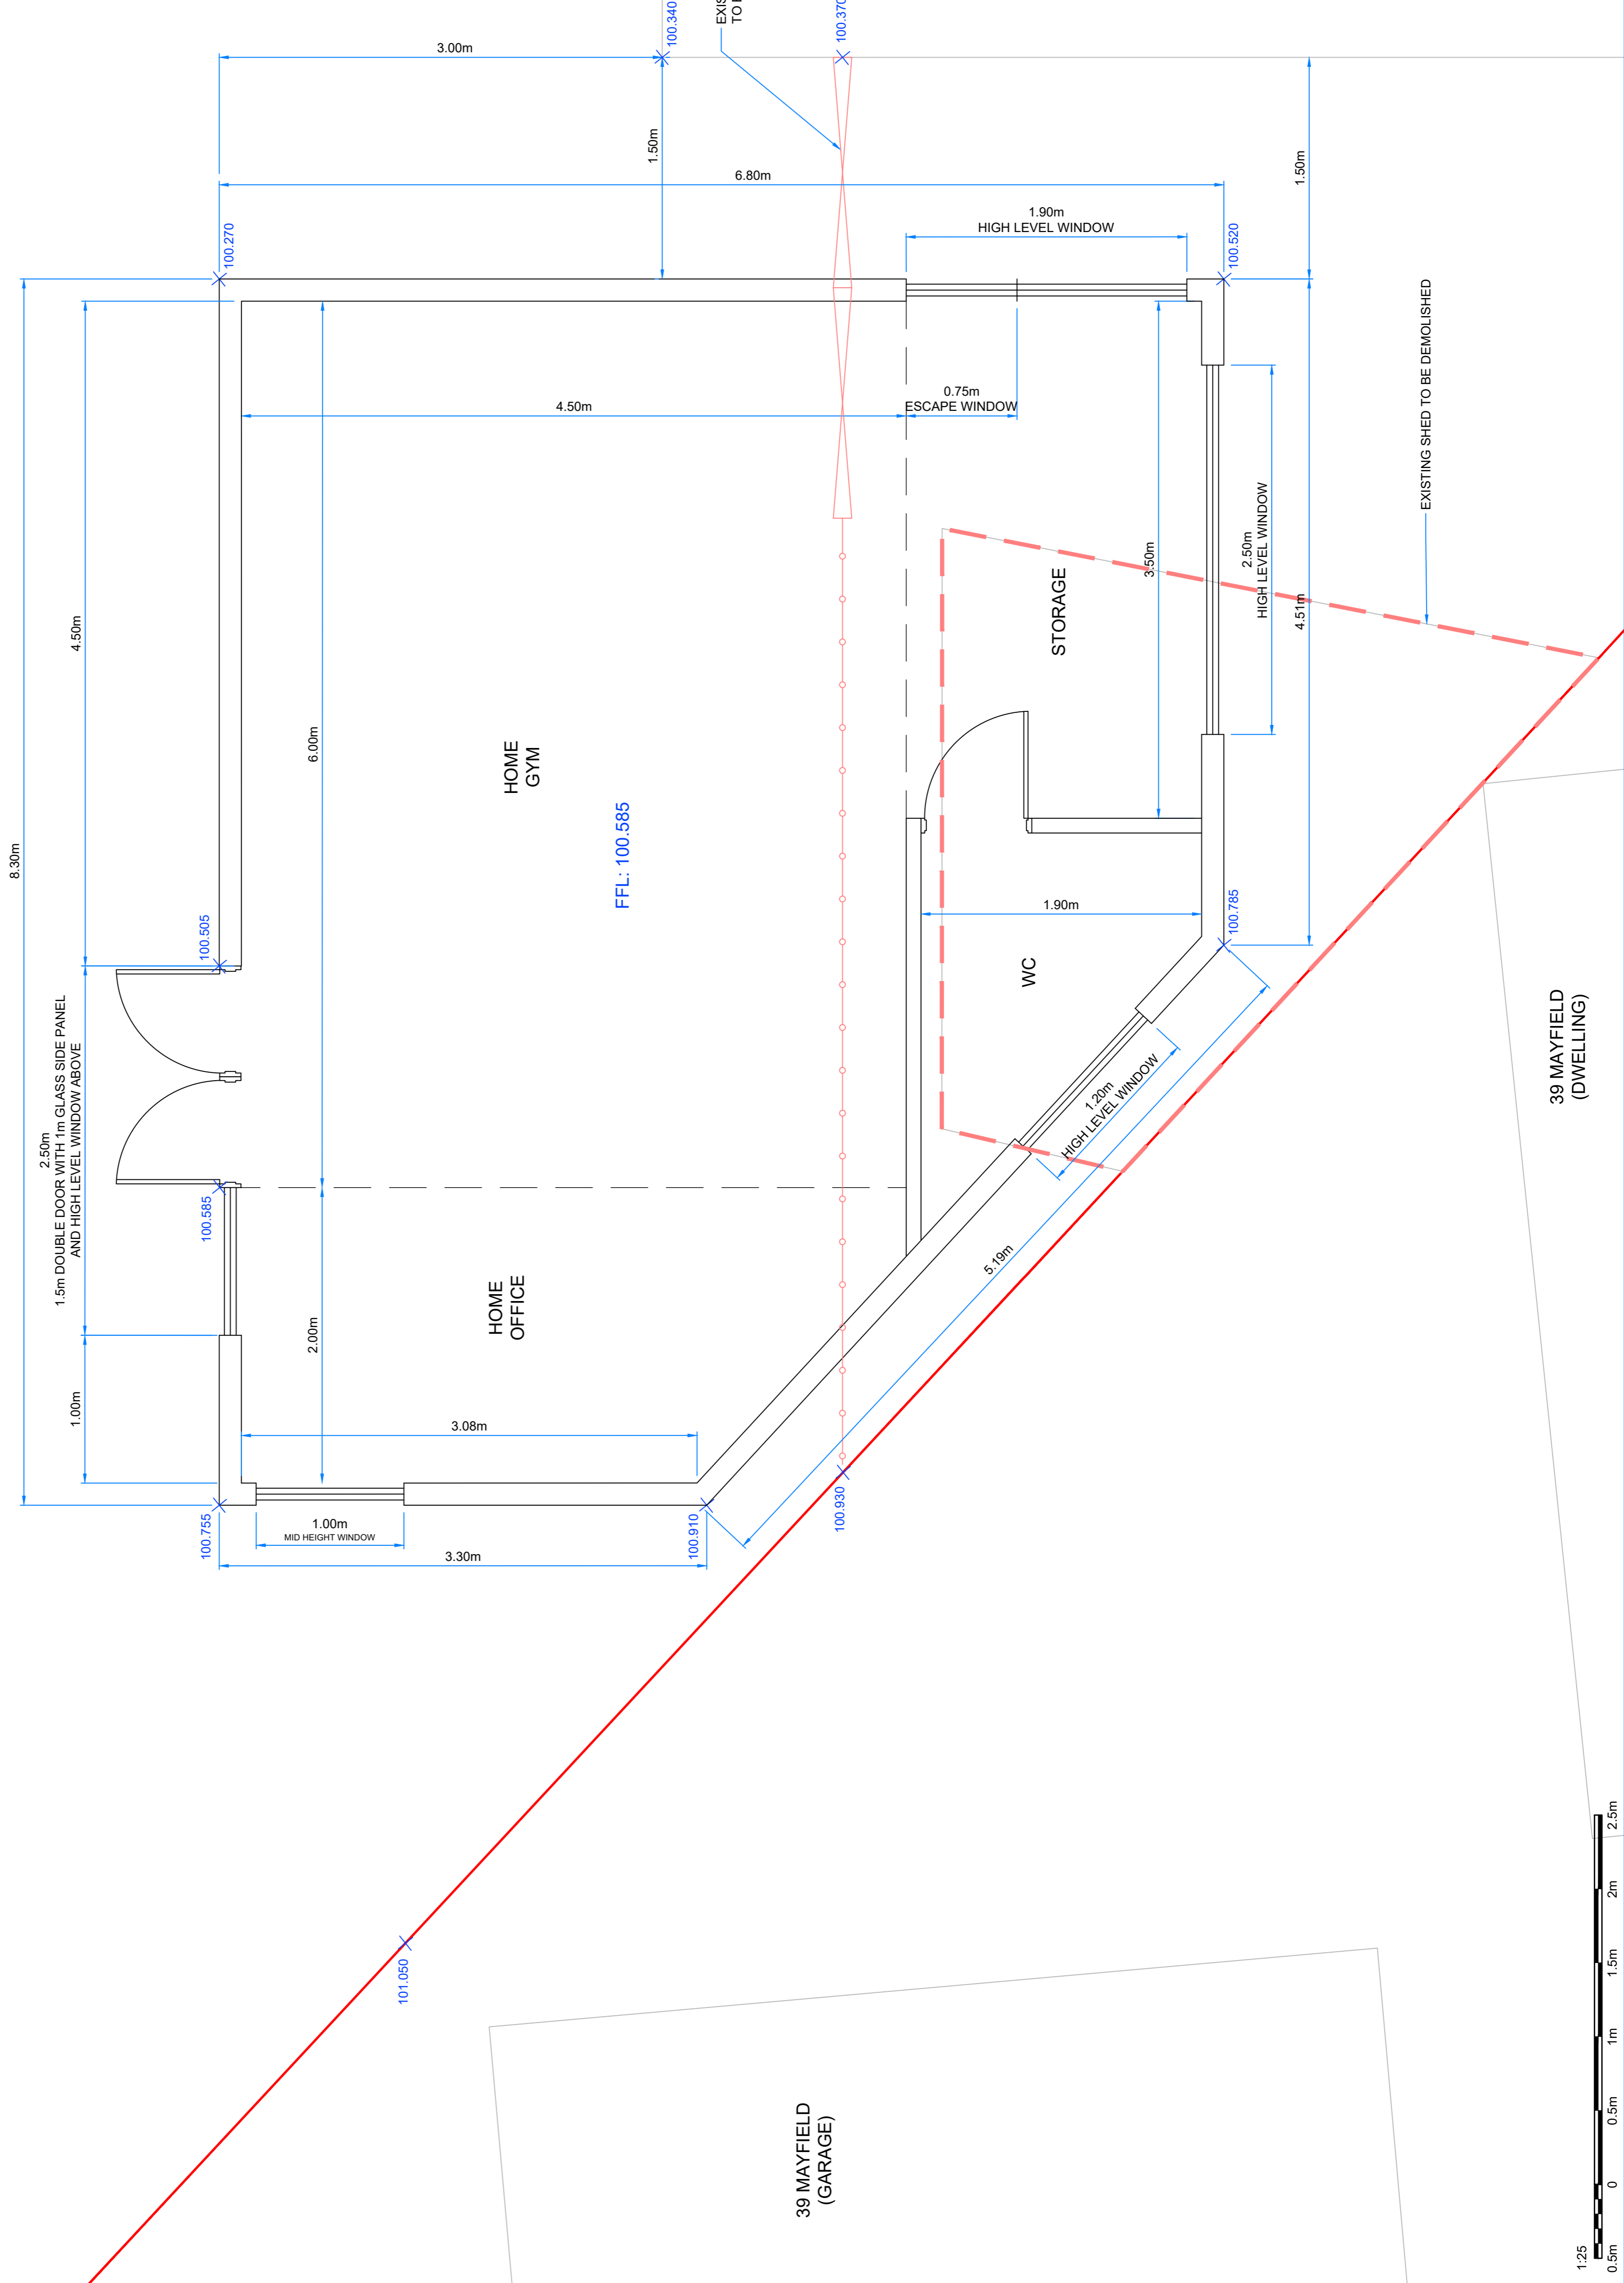 8.30m
4.50m
2.50m
1.5m DOUBLE DOOR WITH 1m GLASS SIDE PANEL
AND HIGH LEVEL WINDOW ABOVE
1.00m
100.270
100.505
100.585
100.755
6.00m
2.00m
3.00m
100.340
1.50m
6.80m
EXIS
TO
100.370
1.90m
HIGH LEVEL WINDOW
100.520
1.50m
4.50m
0.75m
ESCAPE WINDOW
HOME
GYM
FFL: 100.585
HOME
OFFICE
STORAGE
3.50m
2.50m
HIGH LEVEL WINDOW
4.51m
EXISTING SHED TO BE DEMOLISHED
WC
1.90m
100.785
1.20m
HIGH LEVEL WINDOW
5.19m
3.08m
1.00m
MID HEIGHT WINDOW
3.30m
100.910
100.930
101.050
39 MAYFIELD
(DWELLING)
39 MAYFIELD
(GARAGE)
1:25
0.5m 0 0.5m 1m 1.5m 2m 2.5m